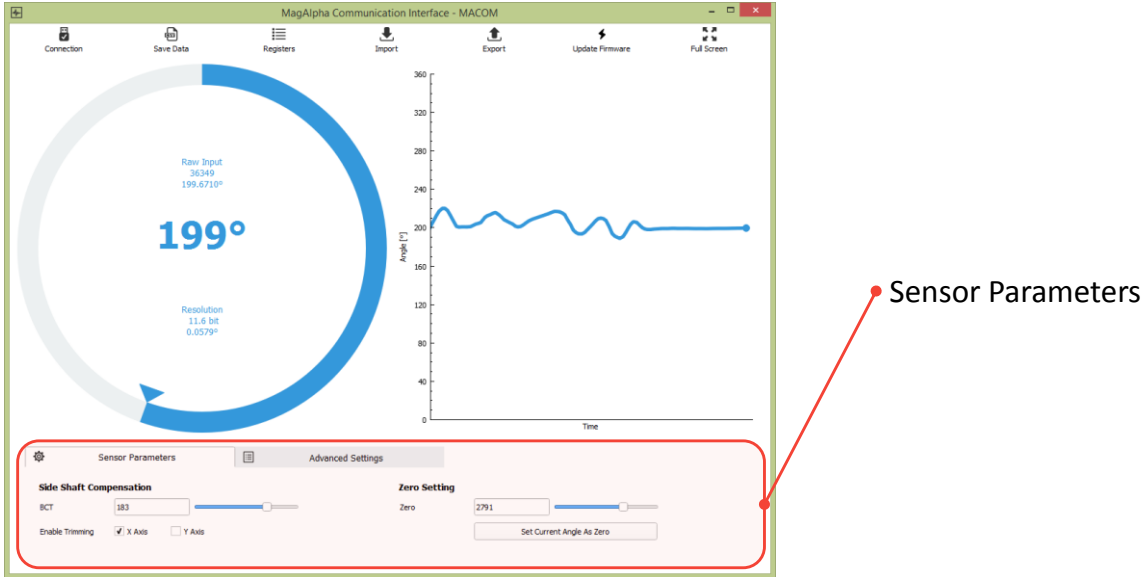 MagAlpha Communication Interface - MACOM
Connection Save Data Registers Import Export Update Firmware Full Screen
Raw Input
36349
199.6710°
199°
Resolution
11.6 bit
0.0579°
360
320
280
240
200
160
120
80
40
0
Angle [°]
Time
Sensor Parameters
Sensor Parameters Advanced Settings
Side Shaft Compensation Zero Setting
BCT 183 Zero 2791
Enable Trimming X Axis Y Axis Set Current Angle As Zero